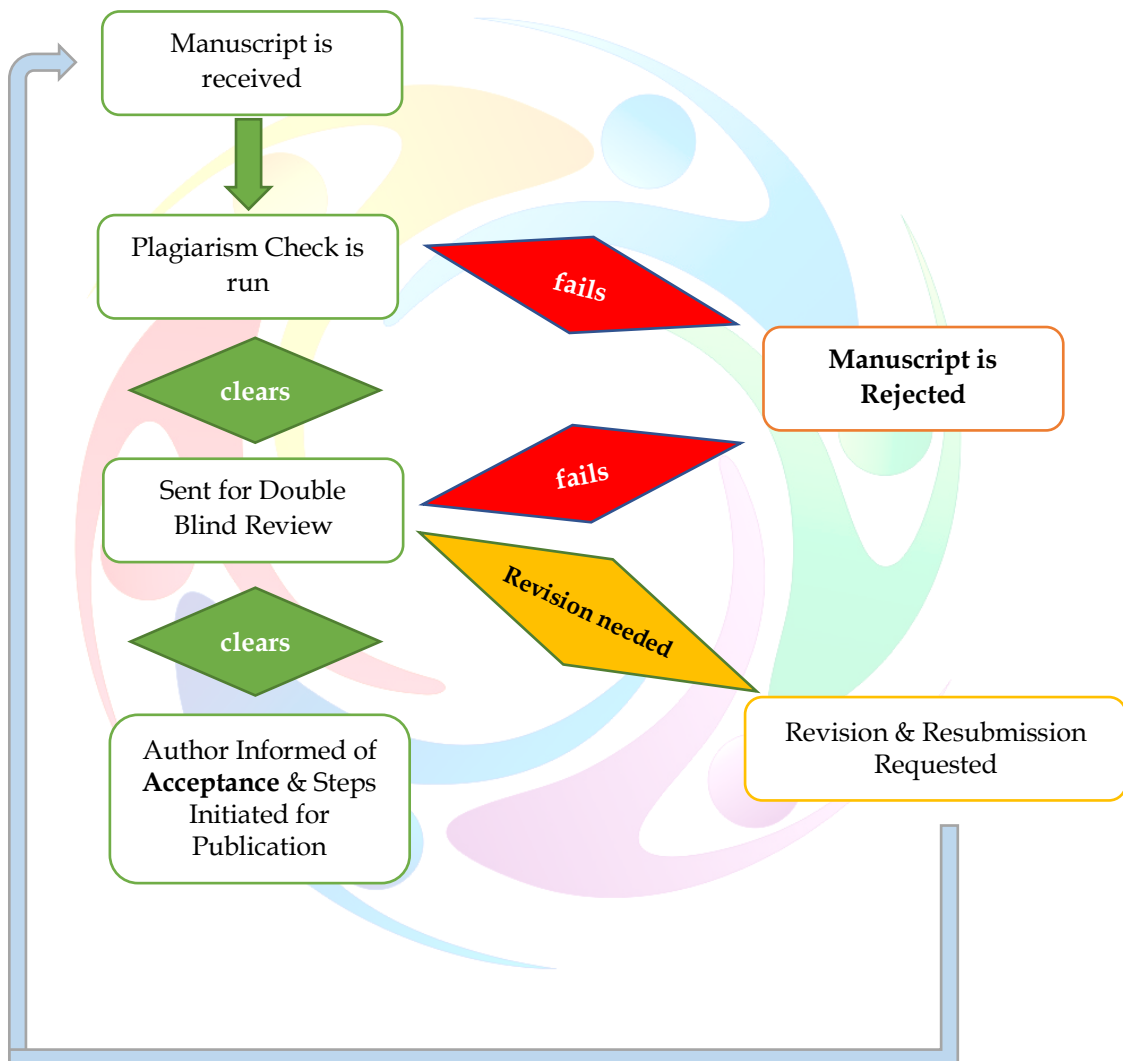 Manuscript is
received
Plagiarism Check is
run
fails
Manuscript is
Rejected
clears
fails
Sent for Double
Blind Review
Revision needed
clears
Revision & Resubmission
Requested
Author Informed of
Acceptance & Steps
Initiated for
Publication